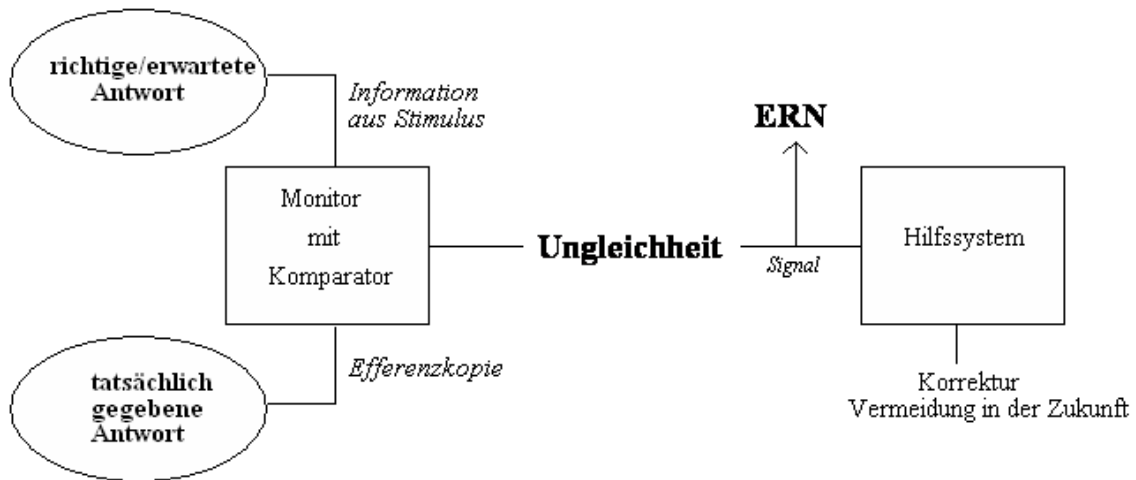 richtige/erwartete
Antwort
Information
aus Stimulus
ERN
Monitor
mit
Komparator
Ungleichheit
Signal
Hilfssystem
Efferenzkopie
tatsächlich
gegebene
Antwort
Korrektur
Vermeidung in der Zukunft